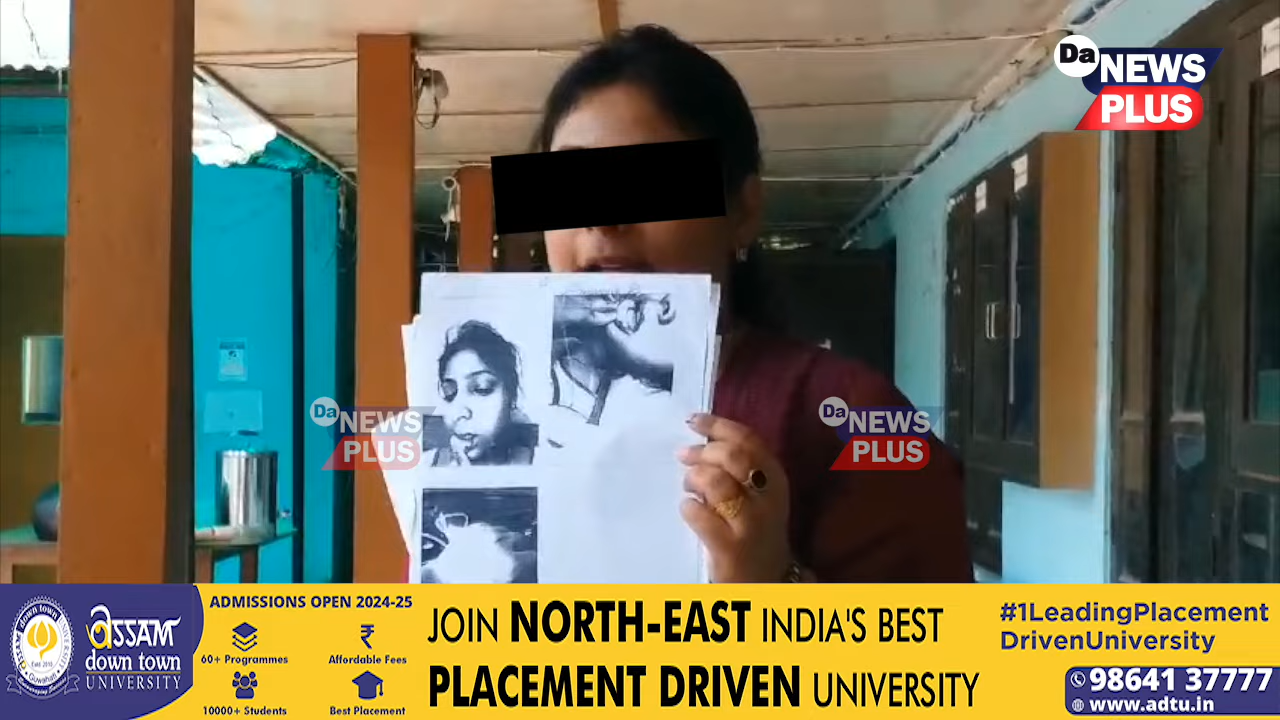 Da
NEWS
PLUS
Da
NEWS
PLUS
Da
NEWS
PLUS
ASSAM
down town
UNIVERSITY
ADMISSIONS OPEN 2024-25
60+ Programmes
Affordable Fees
10000+ Students
Best Placement
JOIN NORTH-EAST INDIA'S BEST
PLACEMENT DRIVEN UNIVERSITY
#1LeadingPlacement
DrivenUniversity
98641 37777
www.adtu.in